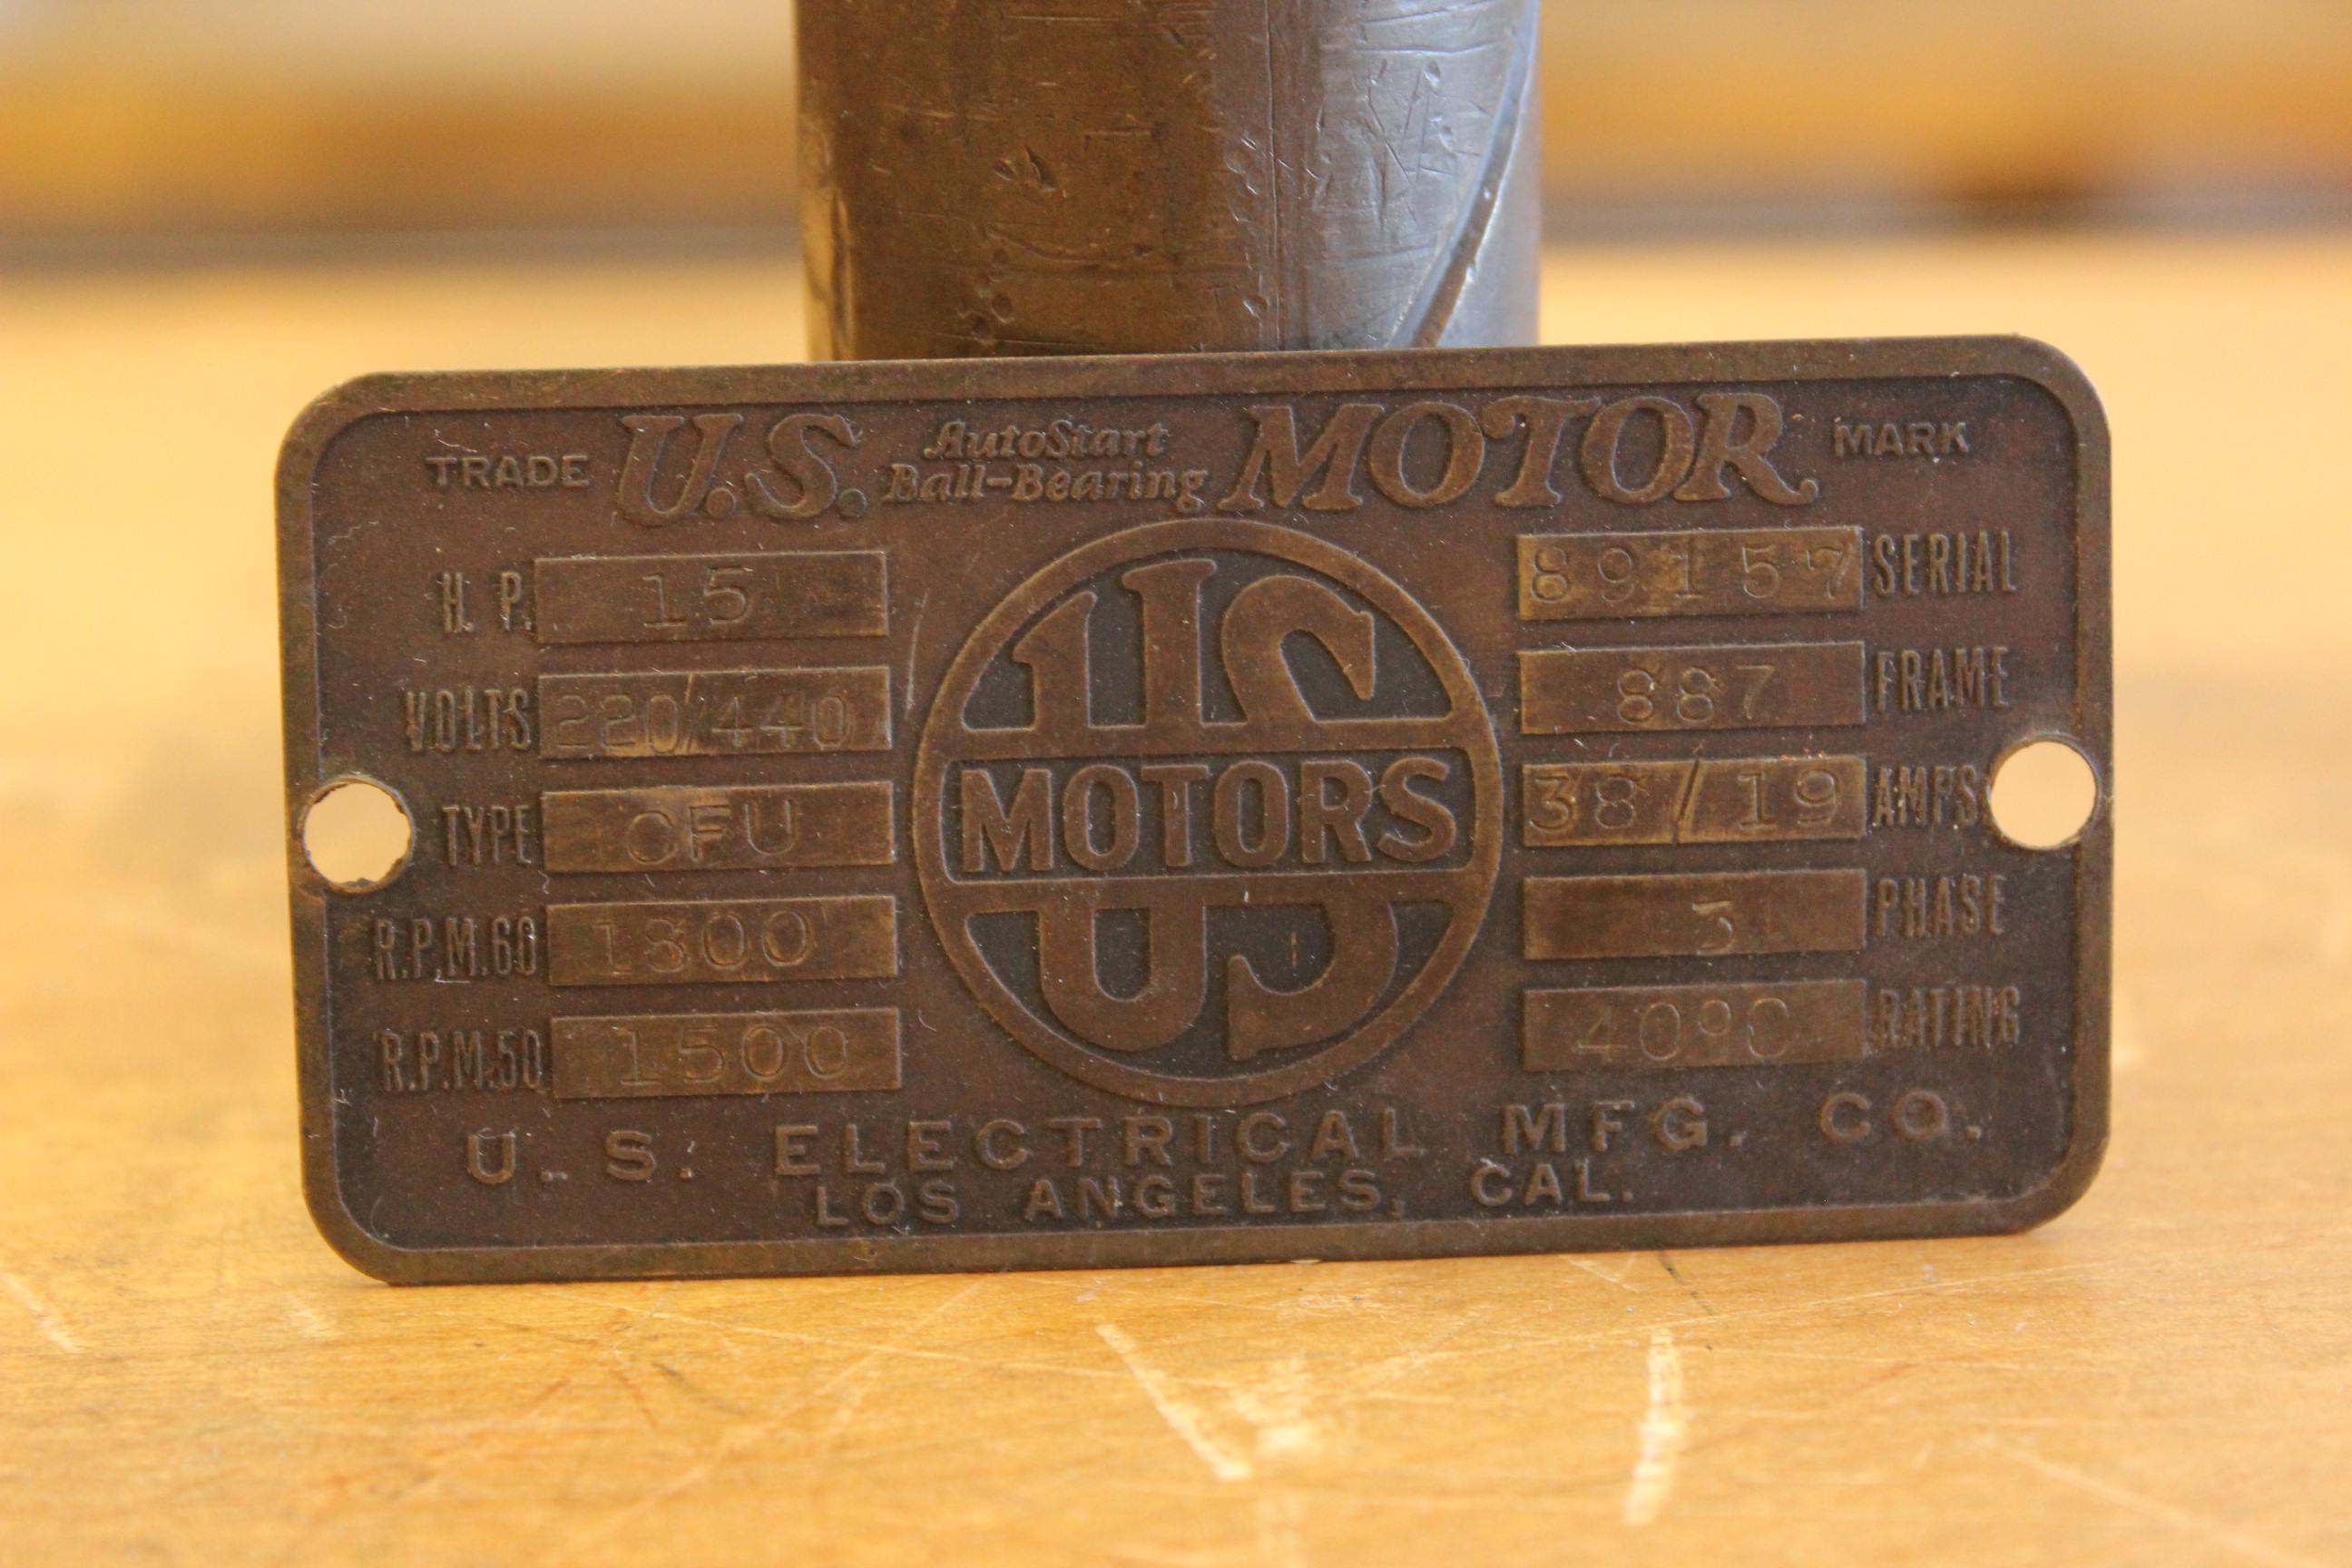 TRADE U.S. AutoStart Ball-Bearing MOTOR MARK
H. P. 15
VOLTS 220/440
TYPE CFU
R.P.M.60 1800
R.P.M.50 1500
US
MOTORS
89157 SERIAL
887 FRAME
38/19 AMPS
3 PHASE
40°C RATING
U. S. ELECTRICAL MFG. CO.
LOS ANGELES, CAL.